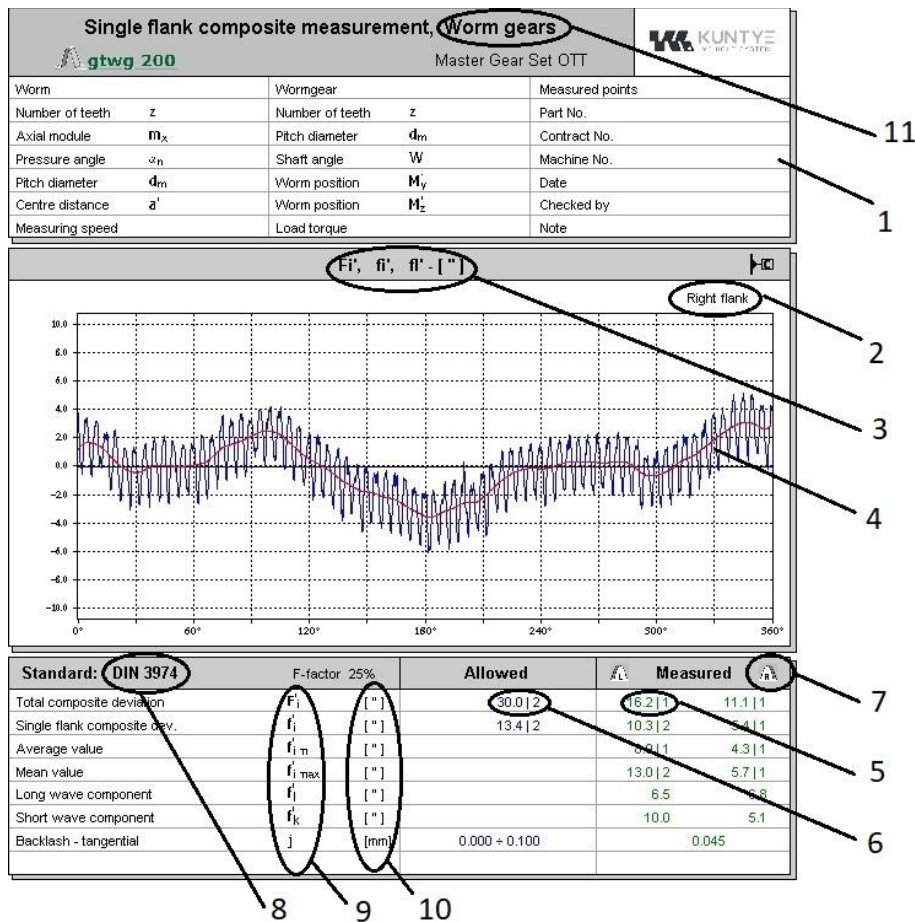 Single flank composite measurement, Worm gears
gtwg 200 Master Gear Set OTT
KUNTYE
Worm Wormgear Measured points
Number of teeth z Number of teeth z Part No.
Axial module mx Pitch diameter dm Contract No.
Pressure angle αn Shaft angle W Machine No.
Pitch diameter dm Worm position M'y Date
Centre distance a' Worm position M'z Checked by
Measuring speed Load torque Note
11
1
Fi', fi', fl' - ["]
C
Right flank
2
3
4
10.0
8.0
6.0
4.0
2.0
0.0
-2.0
-4.0
-6.0
-8.0
-10.0
0° 60° 120° 180° 240° 300° 360°
Standard: DIN 3974 F-factor 25% Allowed L Measured R
Total composite deviation F'i ["] 30.0|2 16.2|1 11.1|1
Single flank composite dev. f'i ["] 13.4|2 10.3|2 5.4|1
Average value f'i m ["] 4.3|1
Mean value f'i max ["] 13.0|2 5.7|1
Long wave component f'l ["] 6.5 6.8
Short wave component f'k ["] 10.0 5.1
Backlash - tangential j [mm] 0.000 ÷ 0.100 0.045
7
5
6
8 9 10